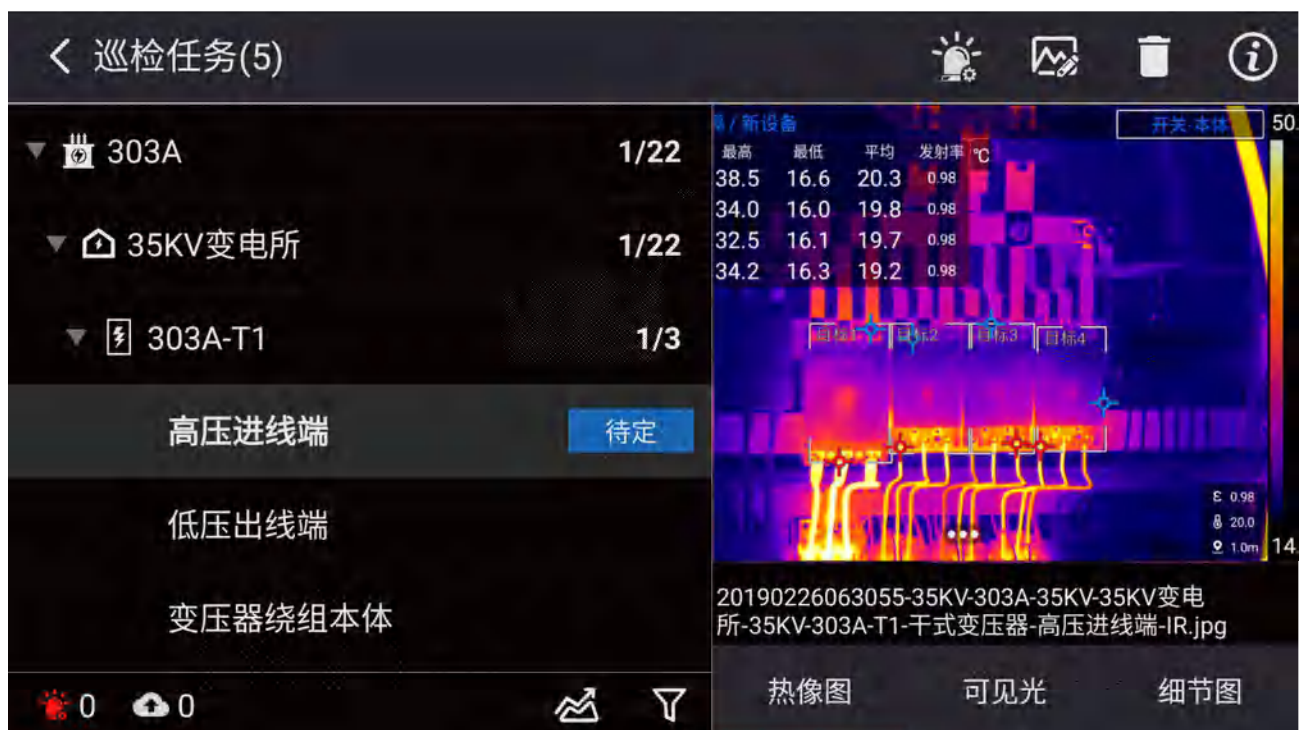 巡检任务(5)
303A 1/22
35KV变电所 1/22
303A-T1 1/3
高压进线端 待定
低压出线端
变压器绕组本体
0 0
/新设备
开关·本体 50.
最高 最低 平均 发射率 ℃
38.5 16.6 20.3 0.98
34.0 16.0 19.8 0.98
32.5 16.1 19.7 0.98
34.2 16.3 19.2 0.98
目标1 目标2 目标3 目标4
ε 0.98
20.0
1.0m 14.
20190226063055-35KV-303A-35KV-35KV变电
所-35KV-303A-T1-干式变压器-高压进线端-IR.jpg
热像图 可见光 细节图